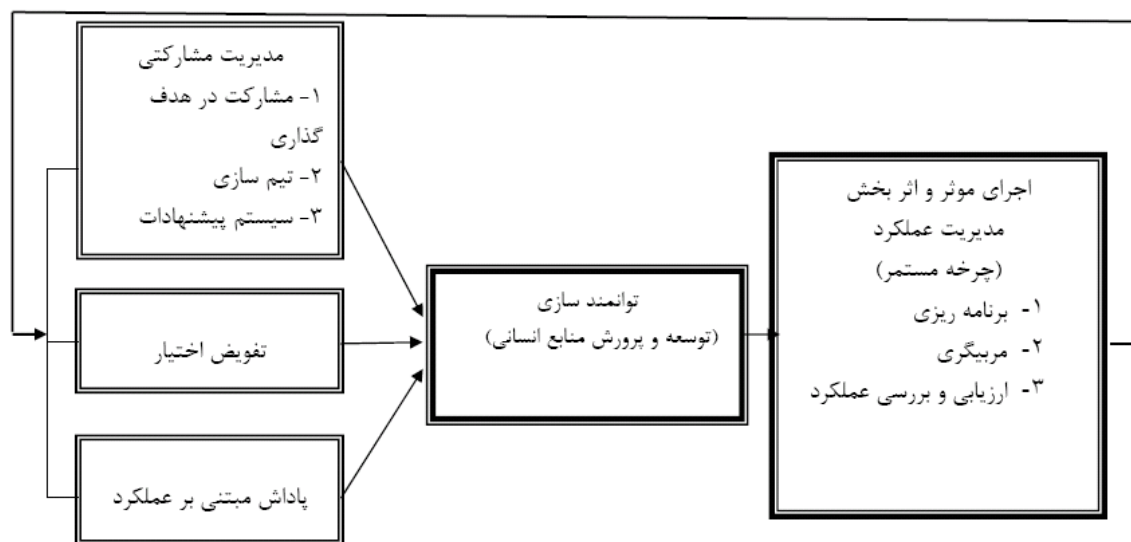 مدیریت مشارکتی
۱- مشارکت در هدف
گذاری
۲- تیم سازی
۳- سیستم پیشنهادات
تفویض اختیار
پاداش مبتنی بر عملکرد
توانمند سازی
(توسعه و پرورش منابع انسانی)
اجرای موثر و اثر بخش
مدیریت عملکرد
(چرخه مستمر)
۱- برنامه ریزی
۲- مربیگری
۳- ارزیابی و بررسی عملکرد